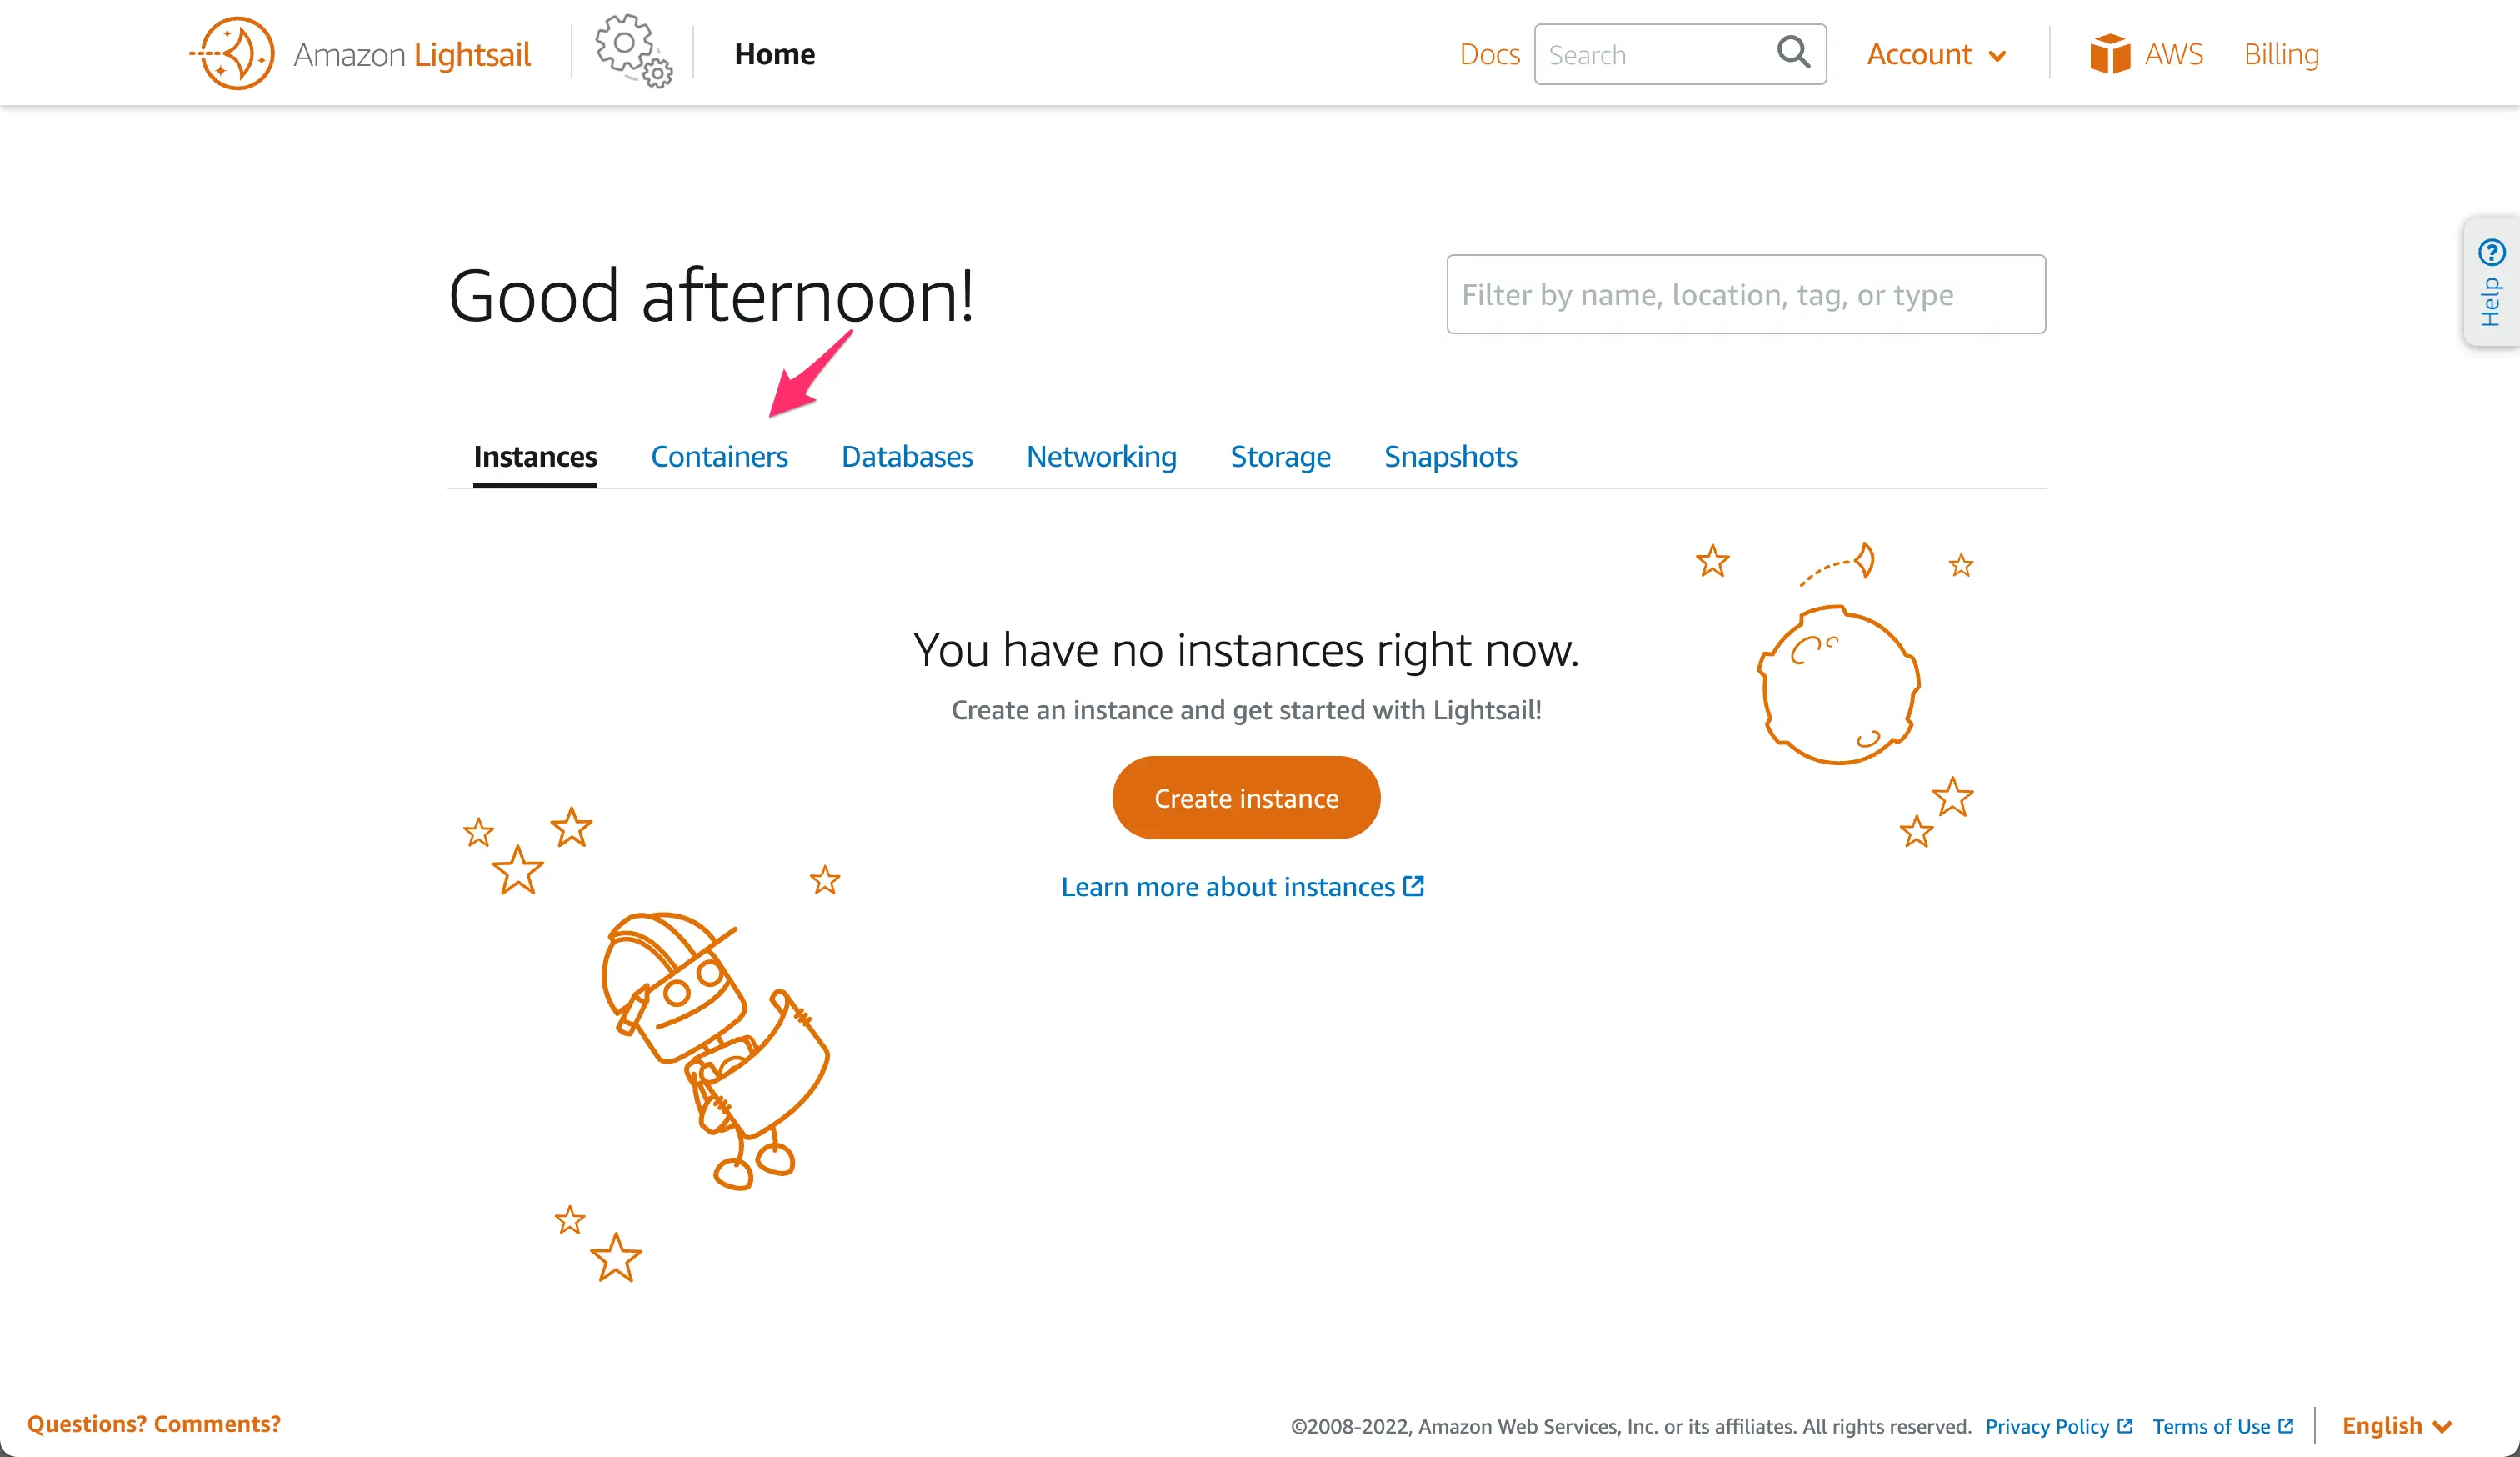 Amazon Lightsail
Home
Docs
Search
Account
AWS
Billing
Help
Good afternoon!
Filter by name, location, tag, or type
Instances
Containers
Databases
Networking
Storage
Snapshots
You have no instances right now.
Create an instance and get started with Lightsail!
Create instance
Learn more about instances
Questions? Comments?
©2008-2022, Amazon Web Services, Inc. or its affiliates. All rights reserved.
Privacy Policy
Terms of Use
English